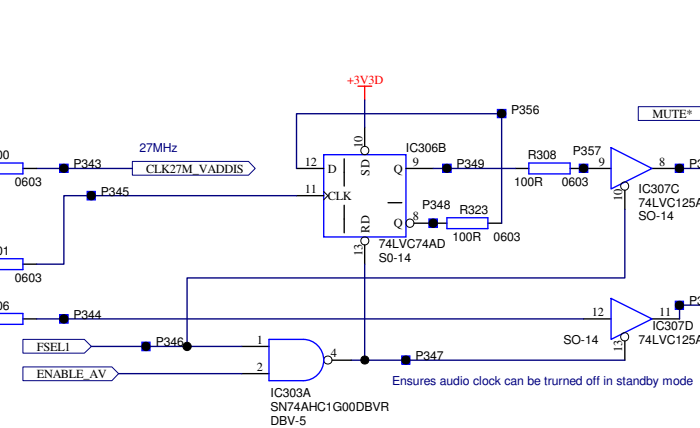 +3V3D
P356
MUTE*
27MHz
10
IC306B
00
P343
CLK27M_VADDIS
12
D
SD
Q
9
P349
R308
P357
9
8
0603
100R
0603
IC307C
P345
11
CLK
10
74LVC125A
SO-14
P348
R323
Q
8
RD
100R
0603
13
74LVC74AD
S0-14
01
0603
06
P344
12
11
IC307D
SO-14
74LVC125A
13
FSEL1
P346
1
4
P347
ENABLE_AV
2
Ensures audio clock can be trurned off in standby mode
IC303A
SN74AHC1G00DBVR
DBV-5